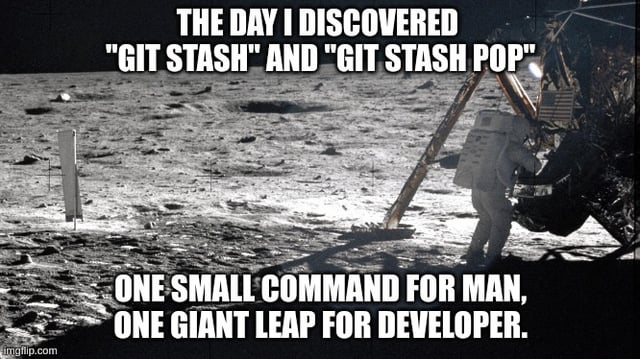 THE DAY I DISCOVERED
"GIT STASH" AND "GIT STASH POP"
ONE SMALL COMMAND FOR MAN,
ONE GIANT LEAP FOR DEVELOPER.
imgflip.com